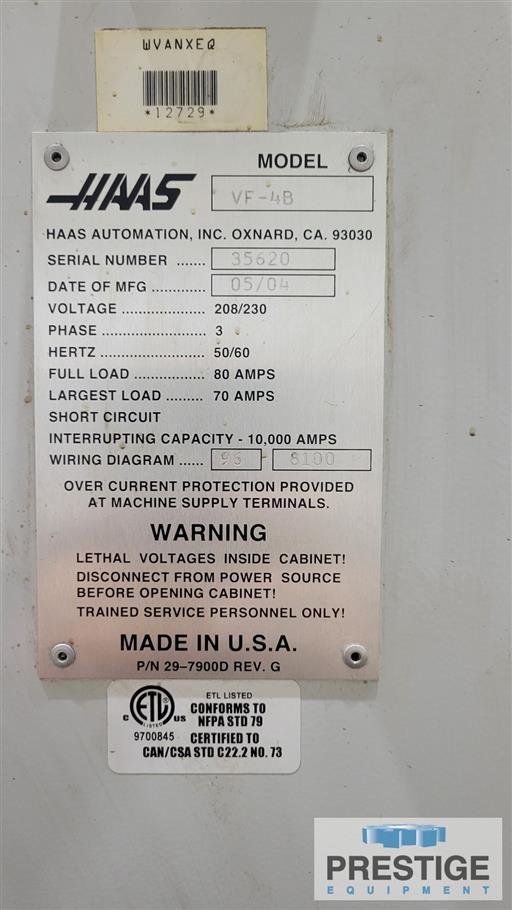 WVANXEQ
*12729*
HAAS
MODEL VF-4B
HAAS AUTOMATION, INC. OXNARD, CA. 93030
SERIAL NUMBER ....... 35620
DATE OF MFG ............. 05/04
VOLTAGE .................... 208/230
PHASE ......................... 3
HERTZ ......................... 50/60
FULL LOAD .................. 80 AMPS
LARGEST LOAD ......... 70 AMPS
SHORT CIRCUIT
INTERRUPTING CAPACITY - 10,000 AMPS
WIRING DIAGRAM ...... 96 - 8100
OVER CURRENT PROTECTION PROVIDED
AT MACHINE SUPPLY TERMINALS.
WARNING
LETHAL VOLTAGES INSIDE CABINET!
DISCONNECT FROM POWER SOURCE
BEFORE OPENING CABINET!
TRAINED SERVICE PERSONNEL ONLY!
MADE IN U.S.A.
P/N 29-7900D REV. G
ETL LISTED
CONFORMS TO
NFPA STD 79
C ETL LISTED US
9700845 CERTIFIED TO
CAN/CSA STD C22.2 NO. 73
PRESTIGE
EQUIPMENT